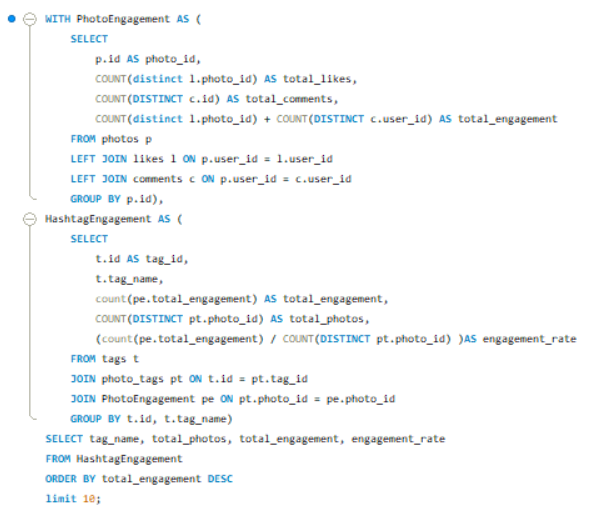 WITH PhotoEngagement AS (
SELECT
p.id AS photo_id,
COUNT(distinct l.photo_id) AS total_likes,
COUNT(DISTINCT c.id) AS total_comments,
COUNT(distinct l.photo_id) + COUNT(DISTINCT c.user_id) AS total_engagement
FROM photos p
LEFT JOIN likes l ON p.user_id = l.user_id
LEFT JOIN comments c ON p.user_id = c.user_id
GROUP BY p.id),
HashtagEngagement AS (
SELECT
t.id AS tag_id,
t.tag_name,
count(pe.total_engagement) AS total_engagement,
COUNT(DISTINCT pt.photo_id) AS total_photos,
(count(pe.total_engagement) / COUNT(DISTINCT pt.photo_id) )AS engagement_rate
FROM tags t
JOIN photo_tags pt ON t.id = pt.tag_id
JOIN PhotoEngagement pe ON pt.photo_id = pe.photo_id
GROUP BY t.id, t.tag_name)
SELECT tag_name, total_photos, total_engagement, engagement_rate
FROM HashtagEngagement
ORDER BY total_engagement DESC
limit 10;